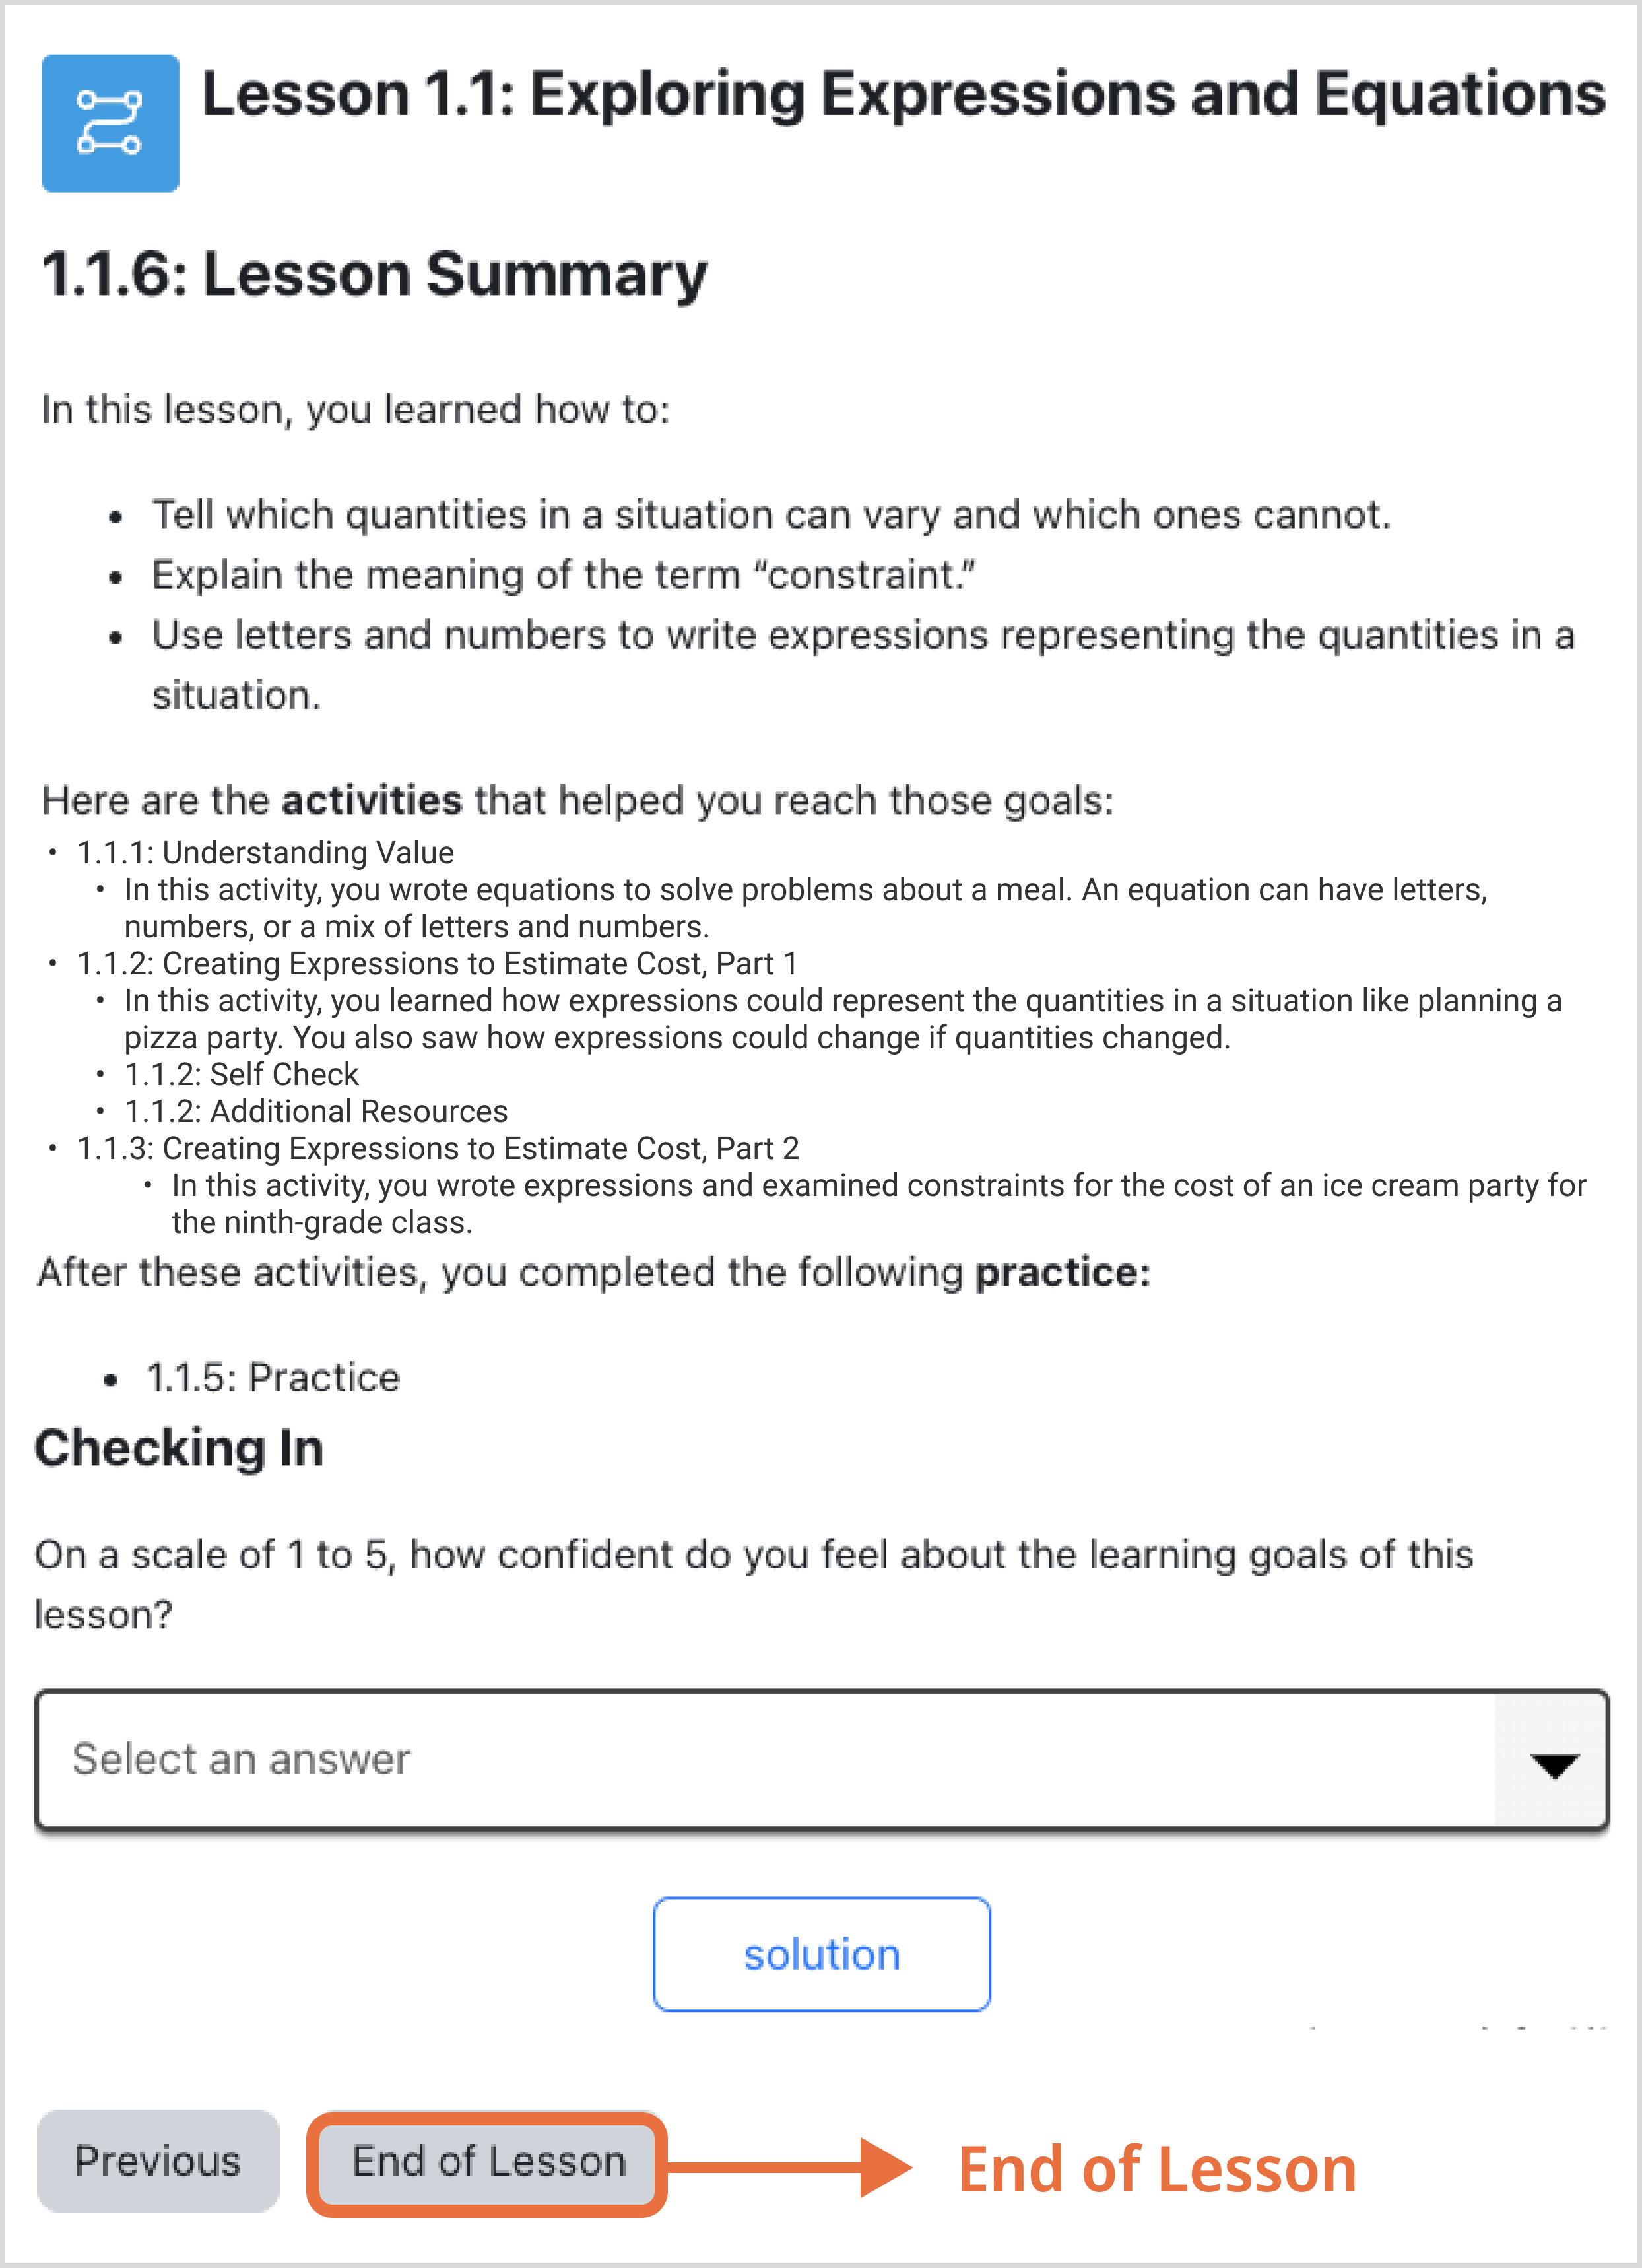 Lesson 1.1: Exploring Expressions and Equations
1.1.6: Lesson Summary
In this lesson, you learned how to:
• Tell which quantities in a situation can vary and which ones cannot.
• Explain the meaning of the term “constraint.”
• Use letters and numbers to write expressions representing the quantities in a
situation.
Here are the activities that helped you reach those goals:
• 1.1.1: Understanding Value
• In this activity, you wrote equations to solve problems about a meal. An equation can have letters,
numbers, or a mix of letters and numbers.
• 1.1.2: Creating Expressions to Estimate Cost, Part 1
• In this activity, you learned how expressions could represent the quantities in a situation like planning a
pizza party. You also saw how expressions could change if quantities changed.
• 1.1.2: Self Check
• 1.1.2: Additional Resources
• 1.1.3: Creating Expressions to Estimate Cost, Part 2
• In this activity, you wrote expressions and examined constraints for the cost of an ice cream party for
the ninth-grade class.
After these activities, you completed the following practice:
• 1.1.5: Practice
Checking In
On a scale of 1 to 5, how confident do you feel about the learning goals of this
lesson?
Select an answer
solution
Previous
End of Lesson
End of Lesson